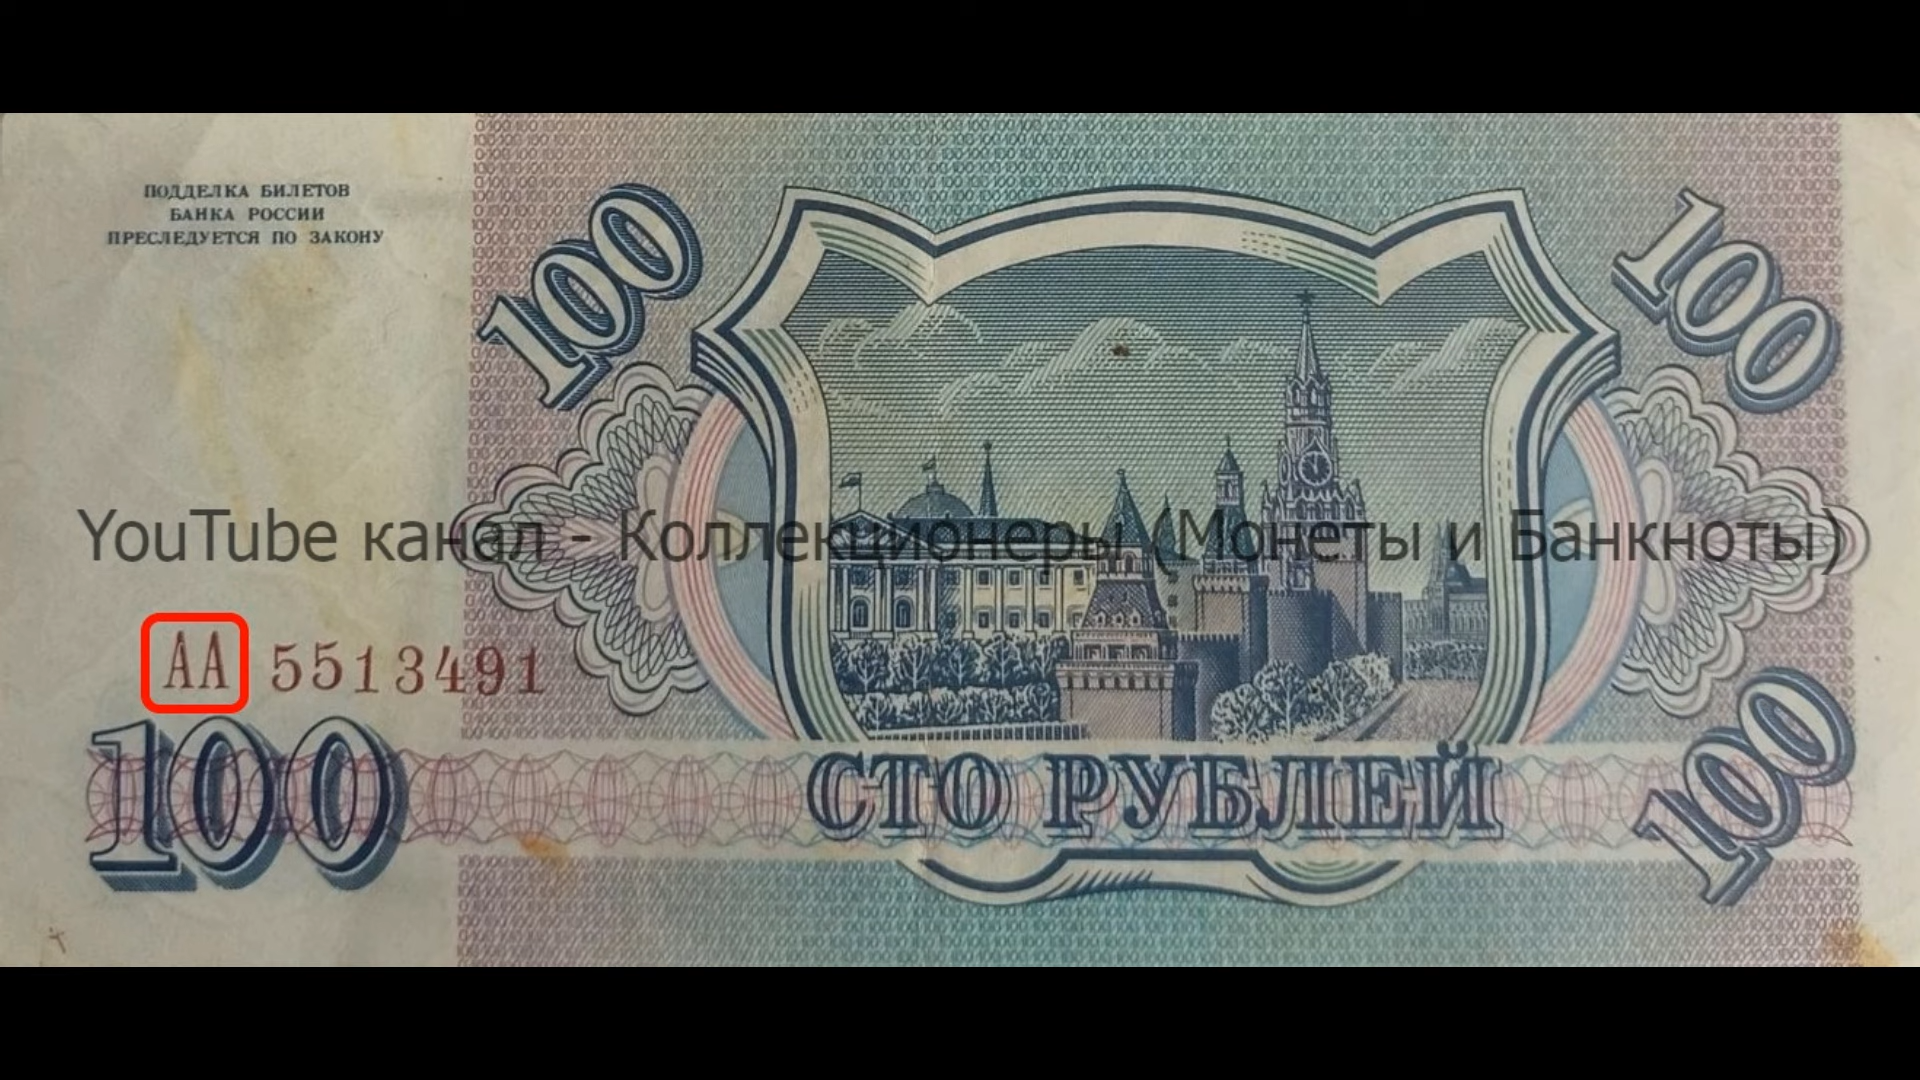 ПОДДЕЛКА БИЛЕТОВ
БАНКА РОССИИ
ПРЕСЛЕДУЕТСЯ ПО ЗАКОНУ
100
100
YouTube канал - Коллекционеры (Монеты и Банкноты)
АА 5513491
100
СТО РУБЛЕЙ
100